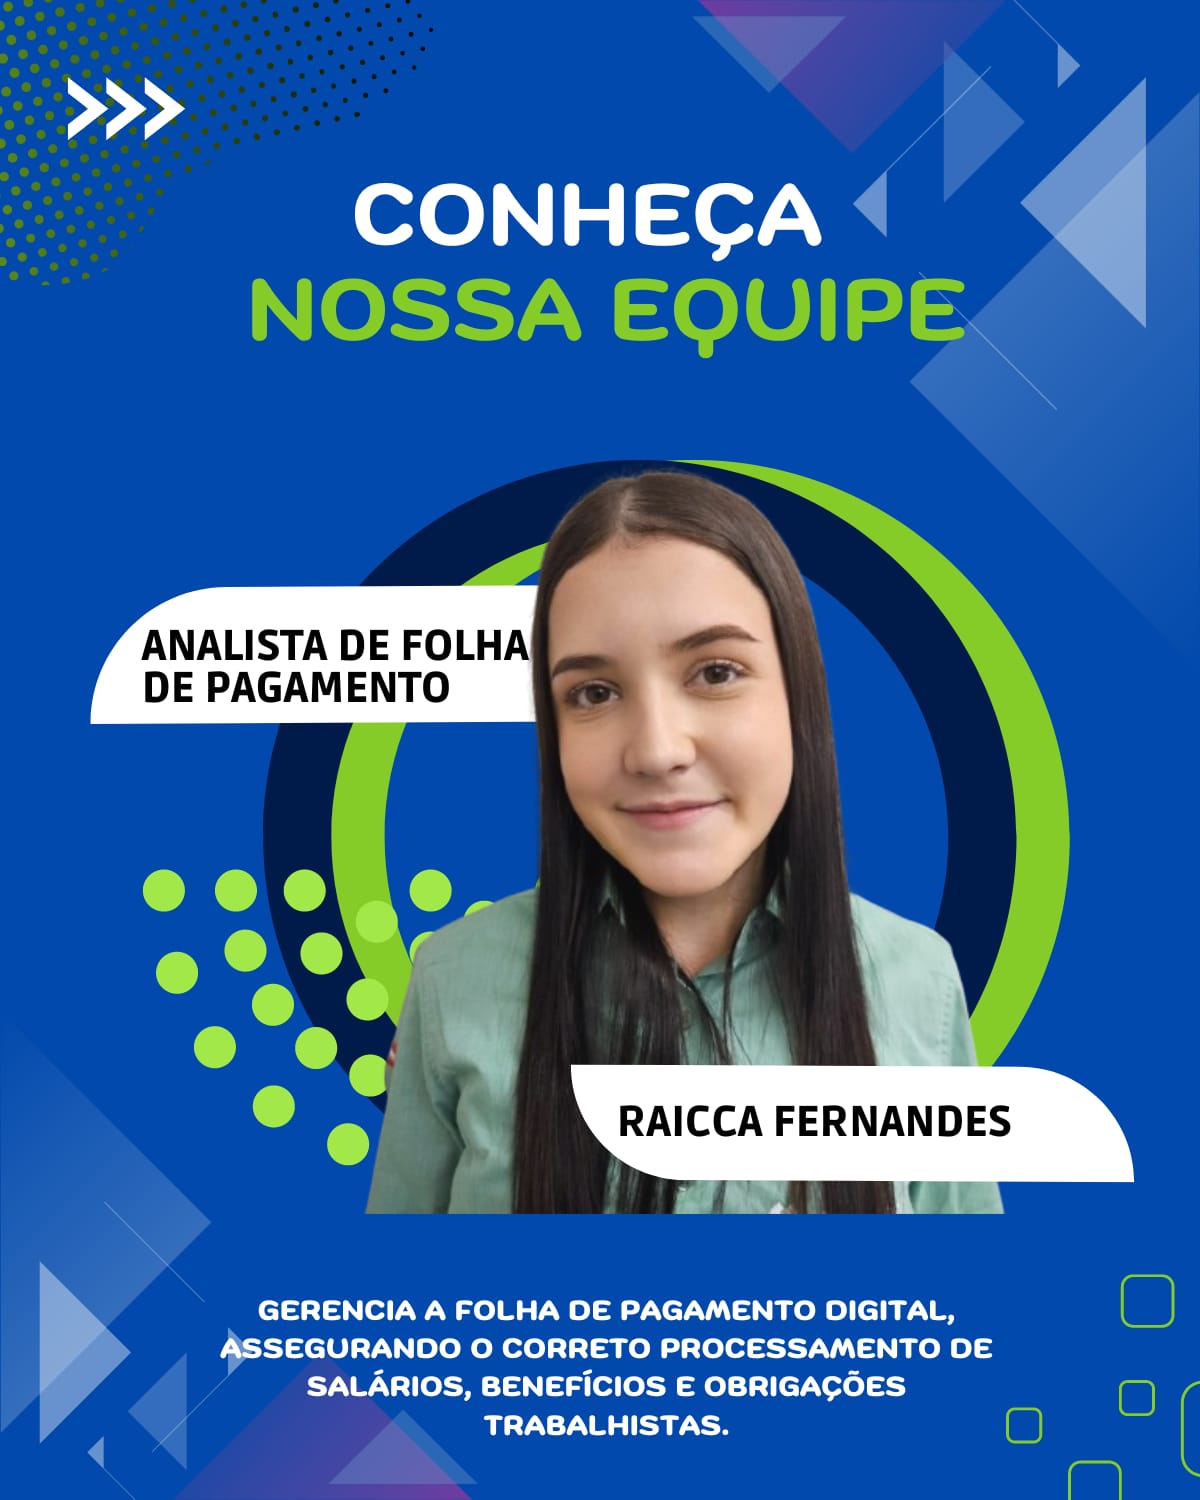 CONHEÇA
NOSSA EQUIPE
ANALISTA DE FOLHA
DE PAGAMENTO
RAICCA FERNANDES
GERENCIA A FOLHA DE PAGAMENTO DIGITAL,
ASSEGURANDO O CORRETO PROCESSAMENTO DE
SALÁRIOS, BENEFÍCIOS E OBRIGAÇÕES
TRABALHISTAS.